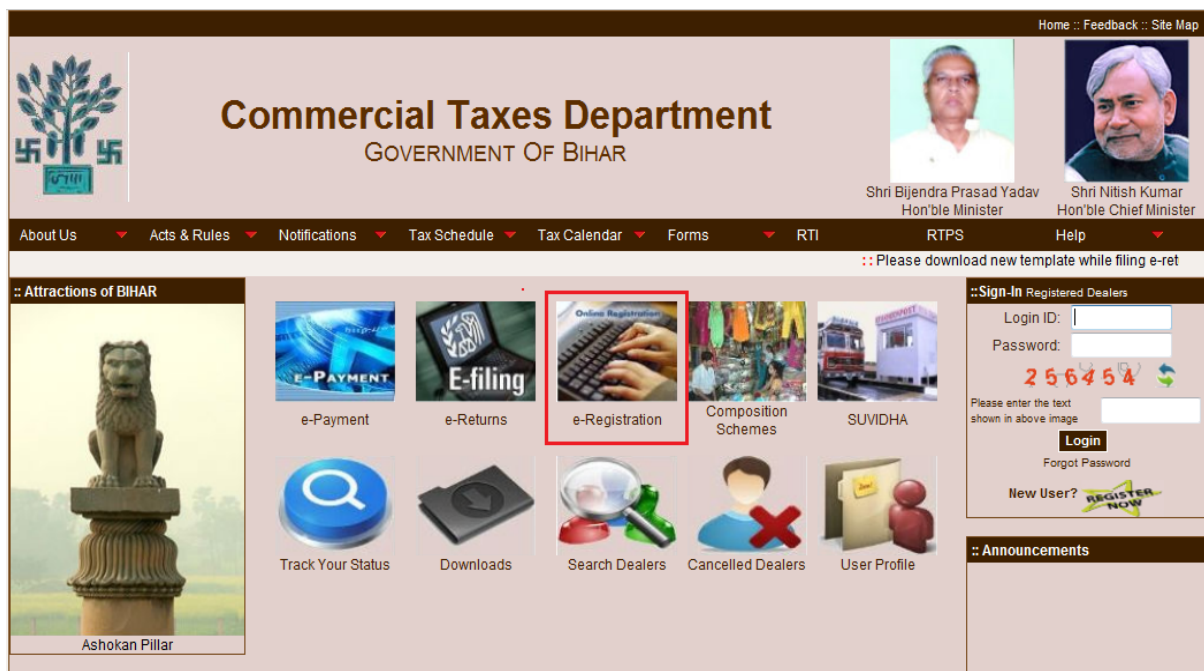 Home :: Feedback :: Site Map
Commercial Taxes Department
GOVERNMENT OF BIHAR
Shri Bijendra Prasad Yadav
Hon'ble Minister
Shri Nitish Kumar
Hon'ble Chief Minister
About Us Acts & Rules Notifications Tax Schedule Tax Calendar Forms RTI RTPS Help
:: Please download new template while filing e-ret
:: Attractions of BIHAR
Ashokan Pillar
e-PAYMENT
e-Payment
E-filing
e-Returns
Online Registration
e-Registration
Composition
Schemes
SUVIDHA
Track Your Status
Downloads
Search Dealers
Cancelled Dealers
User Profile
::Sign-In Registered Dealers
Login ID:
Password:
256454
Please enter the text
shown in above image
Login
Forgot Password
New User? REGISTER
NOW
:: Announcements